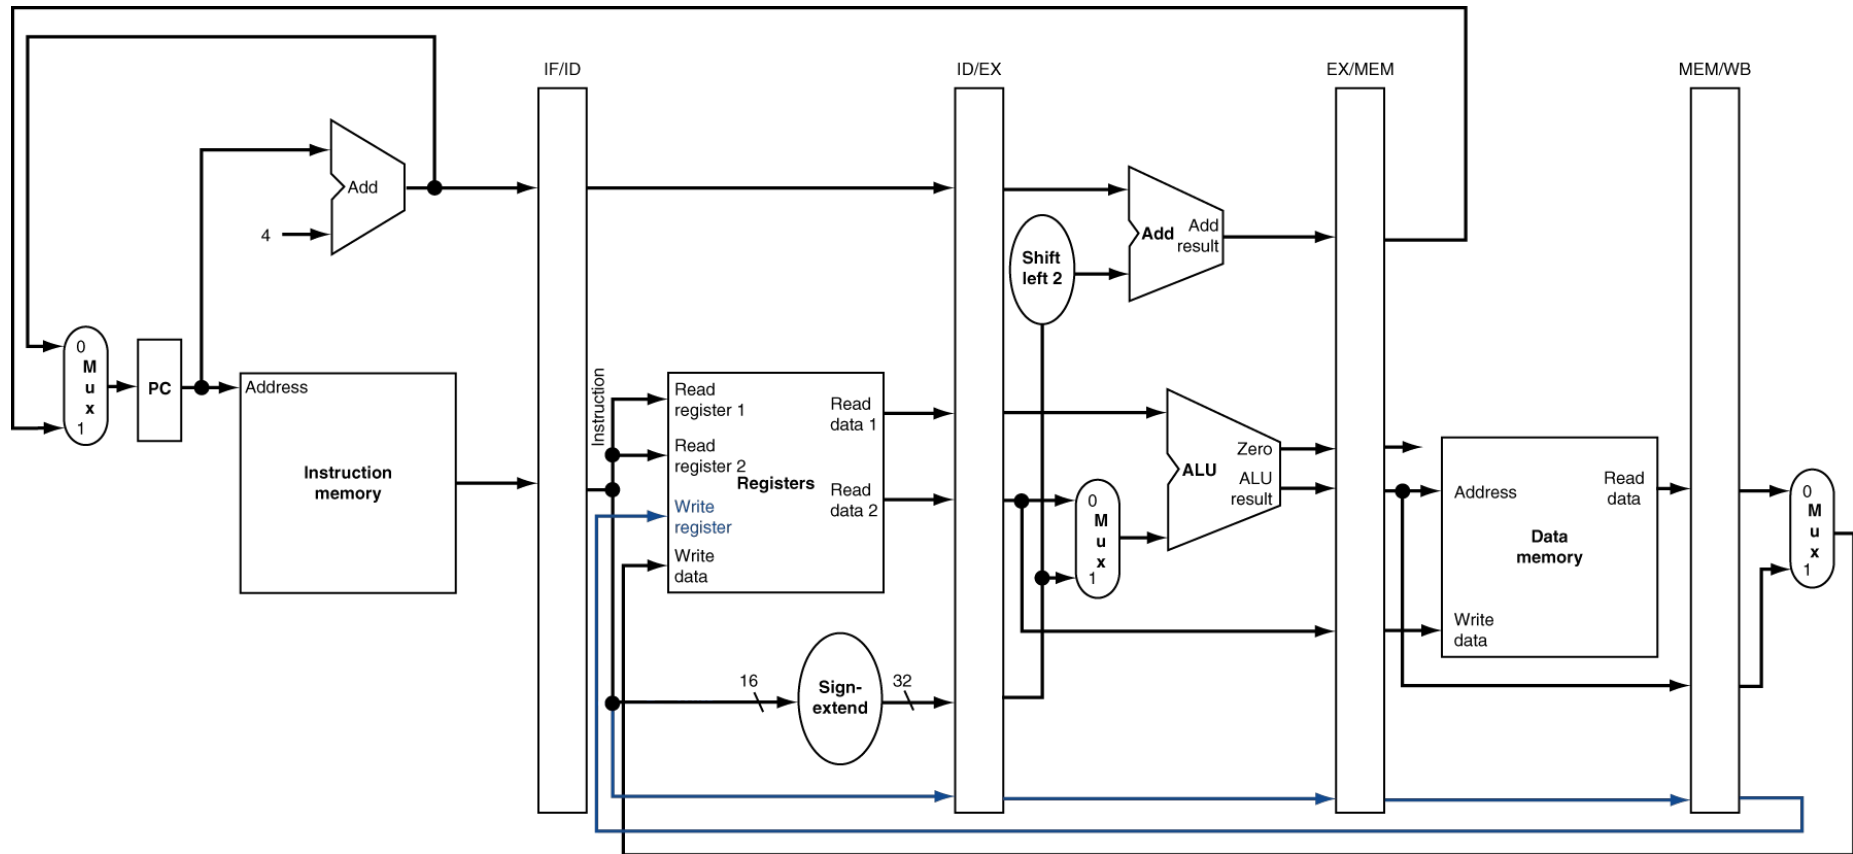 IF/ID
ID/EX
EX/MEM
MEM/WB
Add
4
Add
Add
result
Shift
left 2
0
M
u
x
1
PC
Address
Instruction
memory
Instruction
Read
register 1
Read
register 2
Write
register
Write
data
Registers
Read
data 1
Read
data 2
16
Sign-
extend
32
0
M
u
x
1
ALU
Zero
ALU
result
Address
Read
data
Data
memory
Write
data
0
M
u
x
1